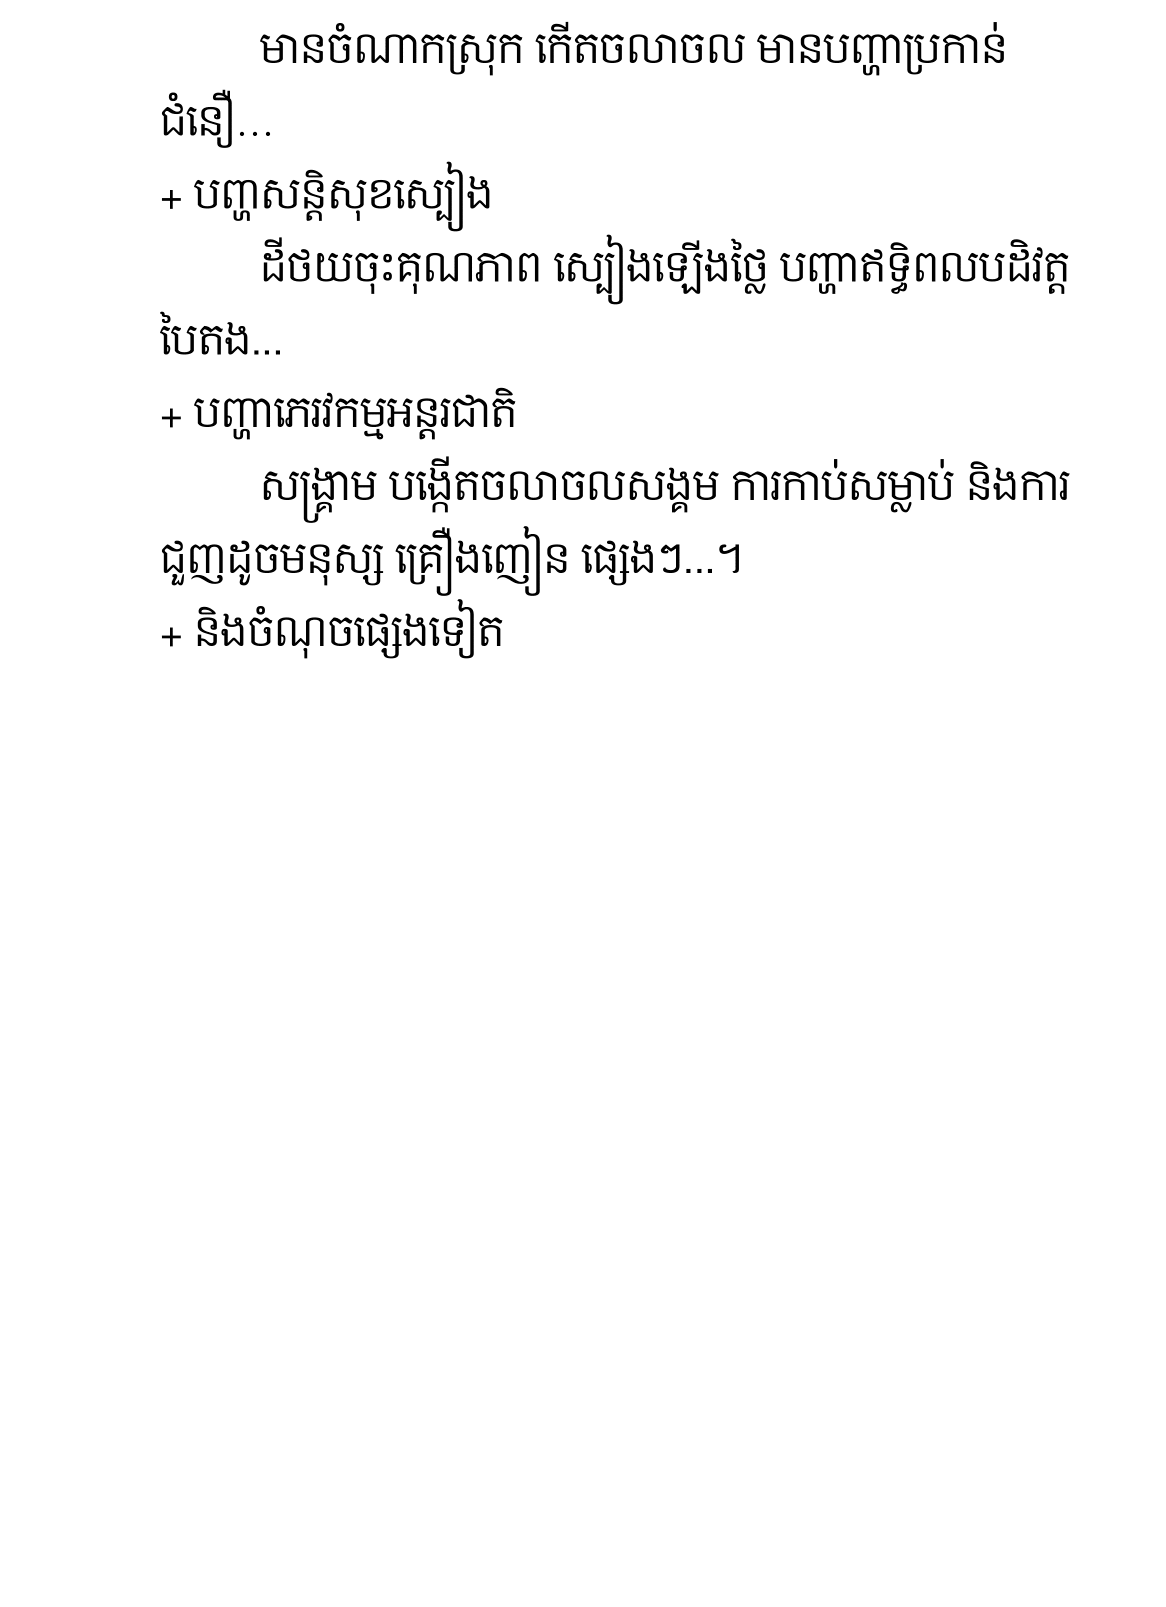 មានចំណាកស្រុក កើតចលាចល មានបញ្ហាប្រកាន់
ជំនឿ…
+ បញ្ហសន្តិសុខស្បៀង
ដីថយចុះគុណភាព ស្បៀងឡើងថ្លៃ បញ្ហាឥទ្ធិពលបដិវត្ត
បៃតង...
+ បញ្ហាភេរវកម្មអន្តរជាតិ
សង្គ្រាម បង្កើតចលាចលសង្គម ការកាប់សម្លាប់ និងការ
ជួញដូចមនុស្ស គ្រឿងញៀន ផ្សេងៗ...។
+ និងចំណុចផ្សេងទៀត